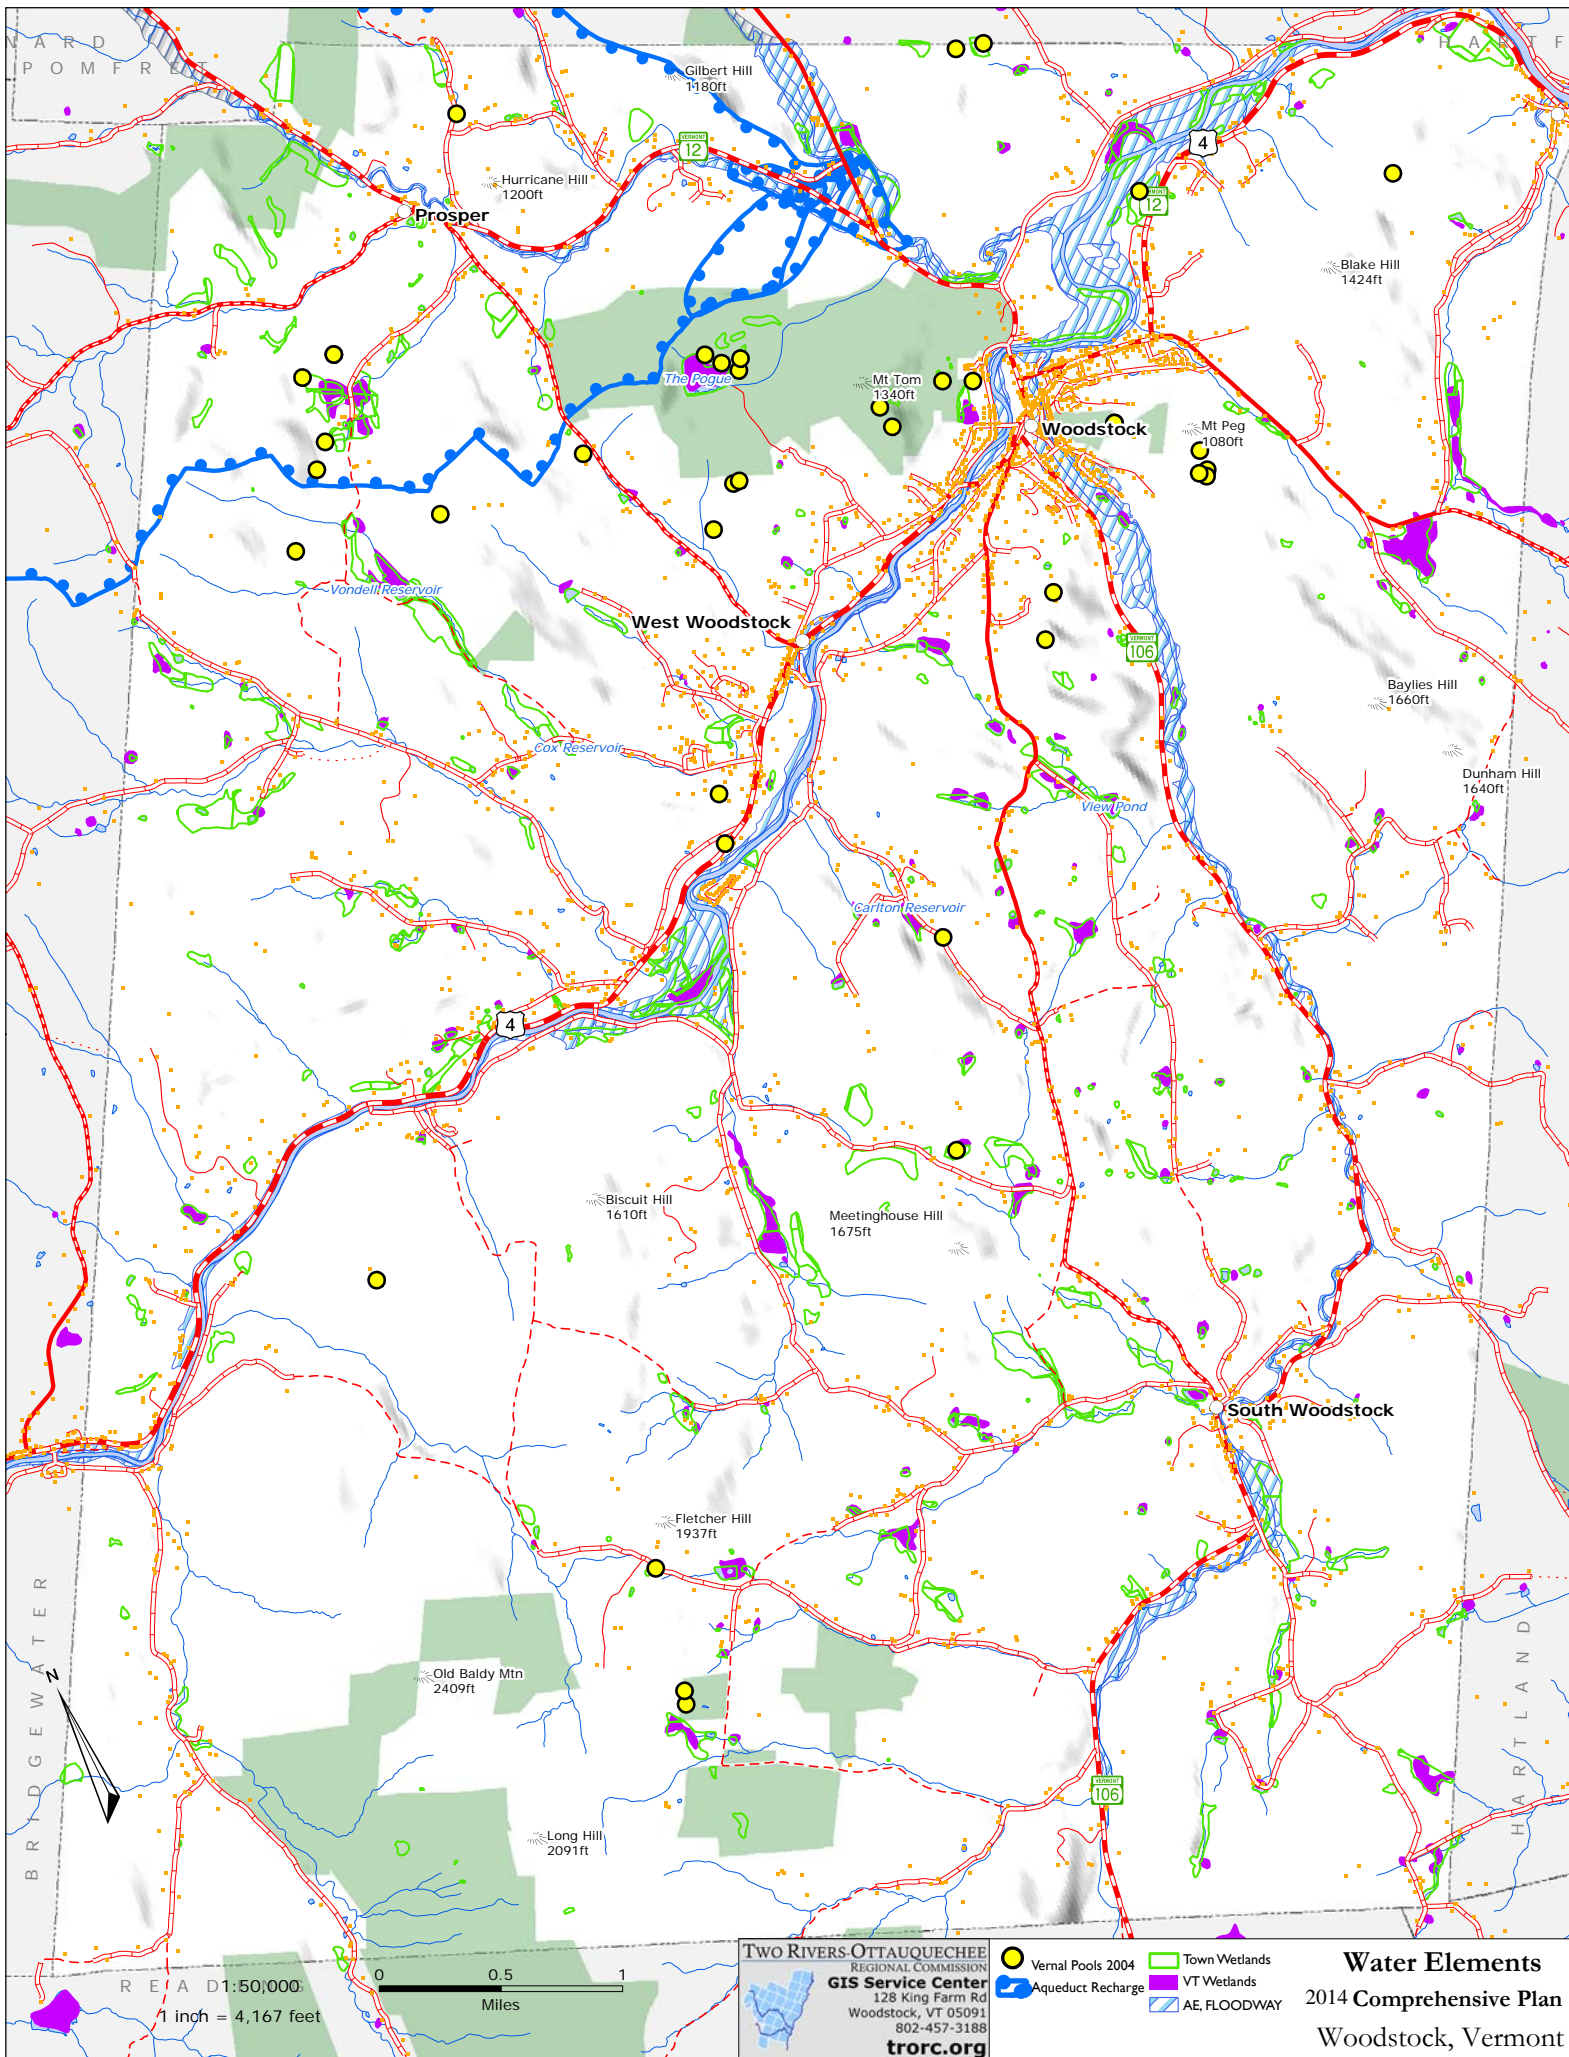 N A R D
P O M F R E T
H A R T F
Gilbert Hill
1180ft
VERMONT
12
4
Hurricane Hill
1200ft
Prosper
12
Blake Hill
1424ft
The Pogue
Mt Tom
1340ft
Woodstock
Mt Peg
1080ft
Vondell Reservoir
West Woodstock
VERMONT
106
Baylies Hill
1660ft
Cox Reservoir
Dunham Hill
1640ft
View Pond
Carlton Reservoir
4
Biscuit Hill
1610ft
Meetinghouse Hill
1675ft
South Woodstock
Fletcher Hill
1937ft
B R I D G E W A T E R
H A R T L A N D
Old Baldy Mtn
2409ft
N
VERMONT
106
Long Hill
2091ft
R E A D I N G
1:50,000
1 inch = 4,167 feet
0 0.5 1
Miles
TWO RIVERS-OTTAUQUECHEE
REGIONAL COMMISSION
GIS Service Center
128 King Farm Rd
Woodstock, VT 05091
802-457-3188
trorc.org
Vernal Pools 2004
Aqueduct Recharge
Town Wetlands
VT Wetlands
AE, FLOODWAY
Water Elements
2014 Comprehensive Plan
Woodstock, Vermont